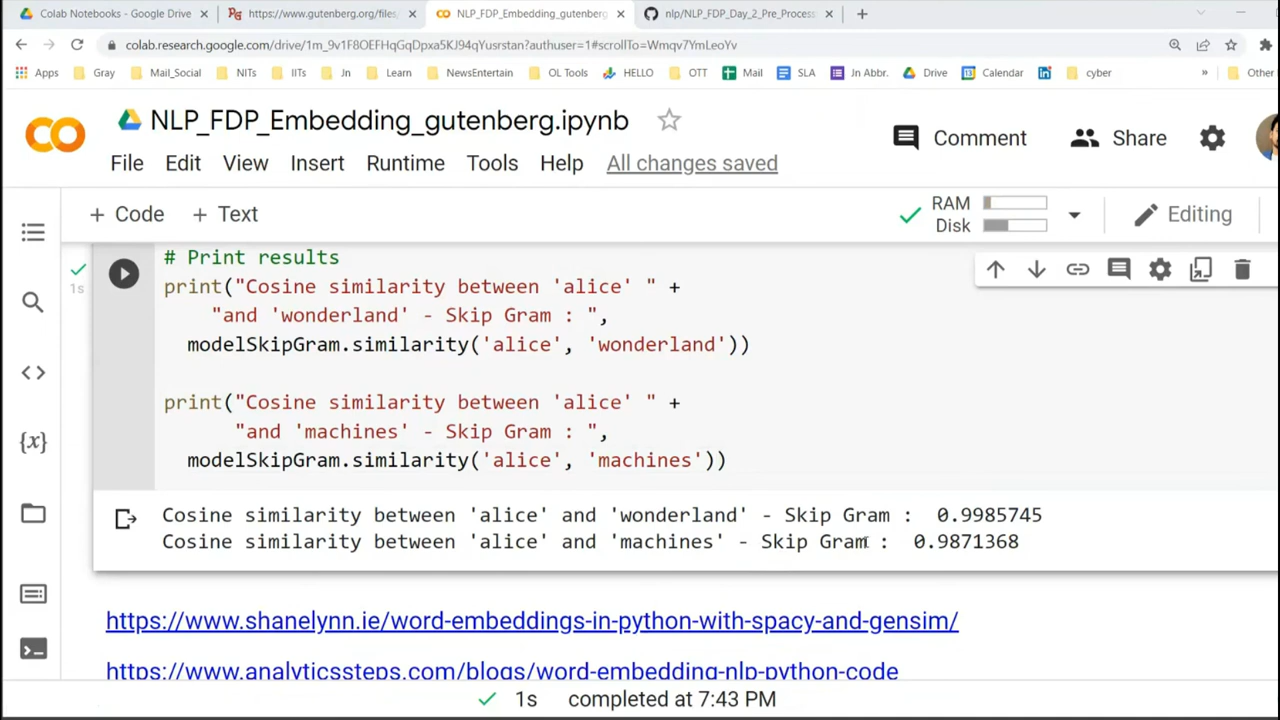 Colab Notebooks - Google Drive
https://www.gutenberg.org/files/
NLP_FDP_Embedding_gutenberg
nlp/NLP_FDP_Day_2_Pre_Process
colab.research.google.com/drive/1m_9v1F8OEFHqGqDpxa5KJ94qYusrstan?authuser=1#scrollTo=Wmqv7YmLeoYv
Apps Gray Mail_Social NITs IITs Jn Learn NewsEntertain OL Tools HELLO OTT Mail SLA Jn Abbr. Drive Calendar cyber » Other
NLP_FDP_Embedding_gutenberg.ipynb
Comment Share
File Edit View Insert Runtime Tools Help All changes saved
+ Code + Text
RAM
Disk
Editing
1s
# Print results
print("Cosine similarity between 'alice' " +
"and 'wonderland' - Skip Gram : ",
modelSkipGram.similarity('alice', 'wonderland'))
print("Cosine similarity between 'alice' " +
"and 'machines' - Skip Gram : ",
modelSkipGram.similarity('alice', 'machines'))
Cosine similarity between 'alice' and 'wonderland' - Skip Gram : 0.9985745
Cosine similarity between 'alice' and 'machines' - Skip Gram : 0.9871368
https://www.shanelynn.ie/word-embeddings-in-python-with-spacy-and-gensim/
https://www.analyticssteps.com/blogs/word-embedding-nlp-python-code
1s completed at 7:43 PM